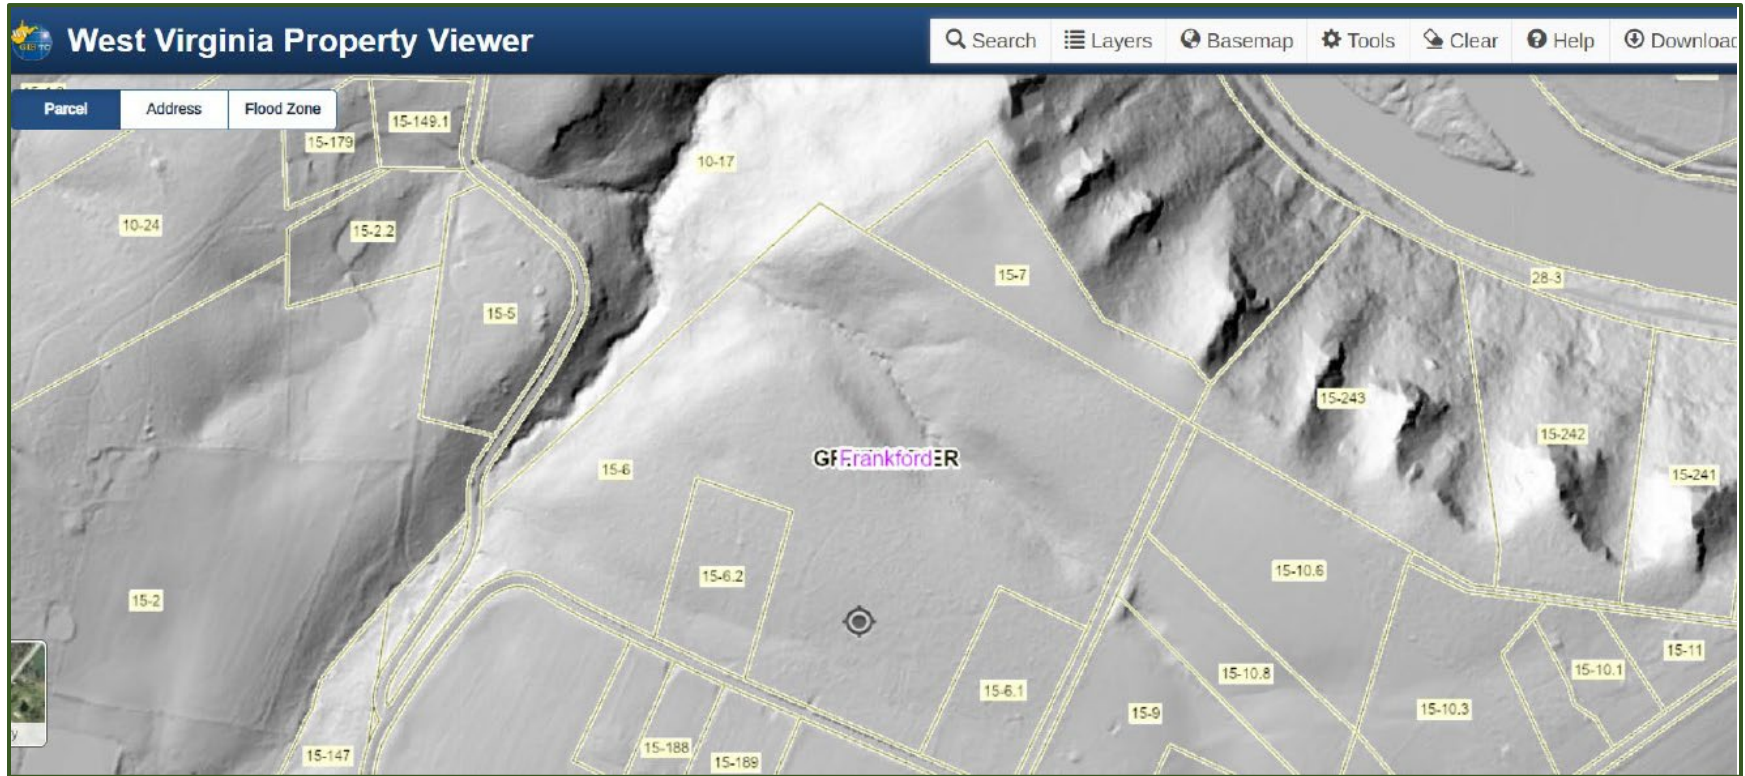 West Virginia Property Viewer
Search
Layers
Basemap
Tools
Clear
Help
Parcel
Address
Flood Zone
15-149.1
15-179
10-17
10-24
15-2.2
15-7
28-3
15-5
15-243
15-242
Frankford
15-6
15-241
15-6.2
15-10.6
15-2
15-11
15-10.1
15-10.8
15-6.1
15-10.3
15-9
15-188
15-147
15-189